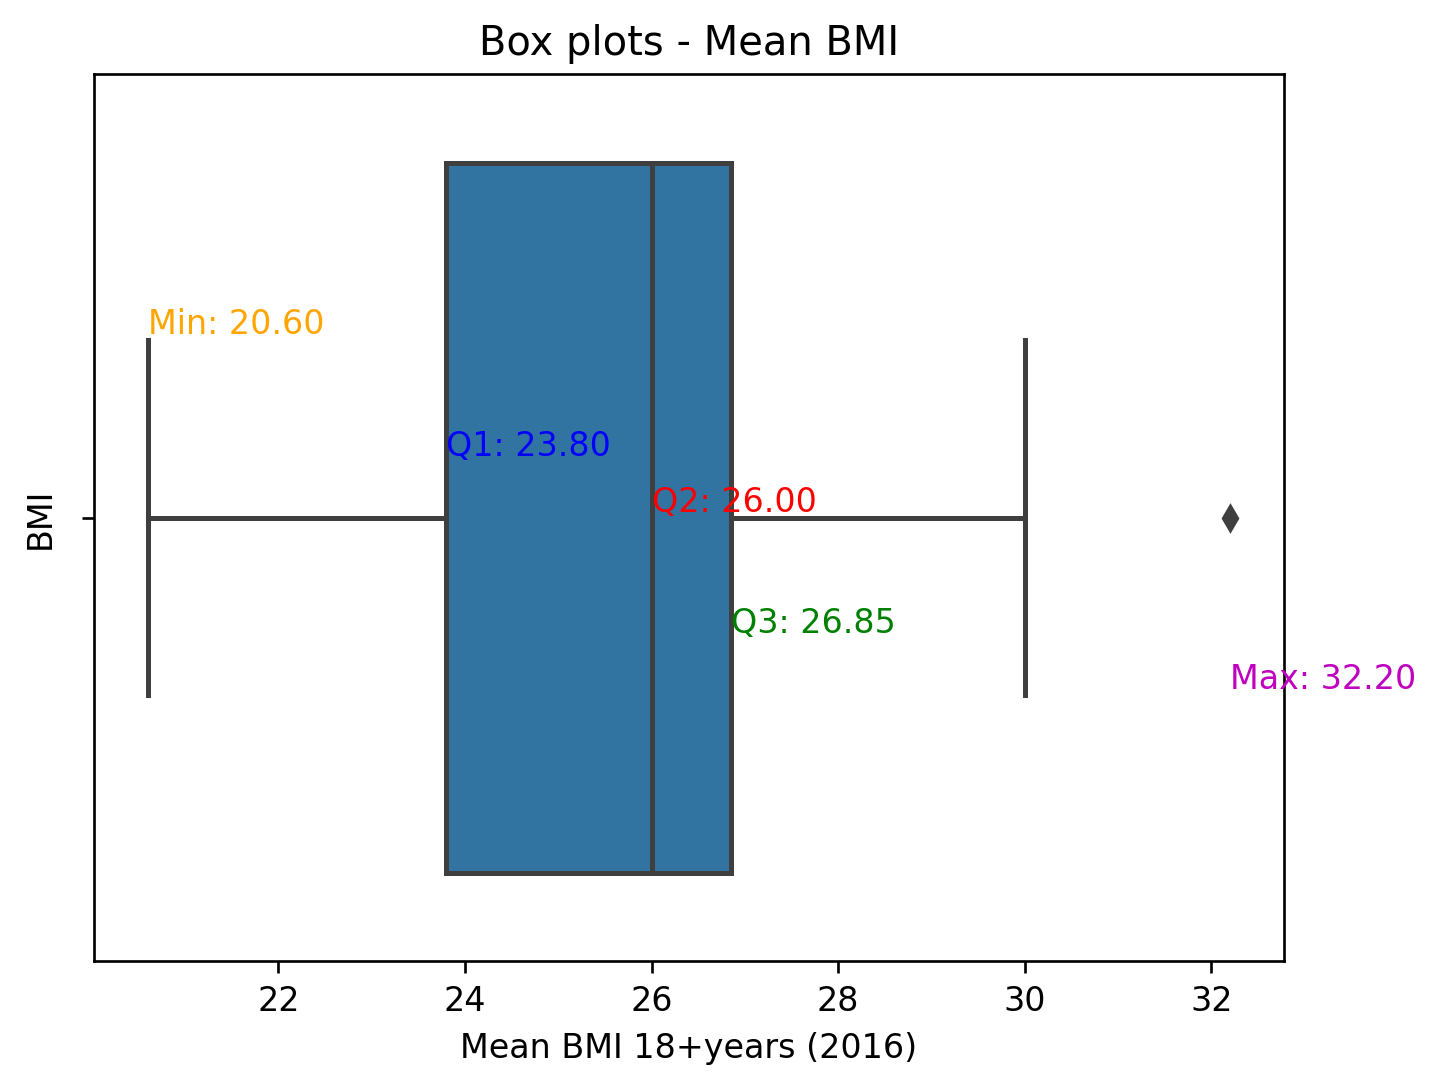 Box plots - Mean BMI
Min: 20.60
Q1: 23.80
Q2: 26.00
BMI
Q3: 26.85
Max: 32.20
22 24 26 28 30 32
Mean BMI 18+years (2016)